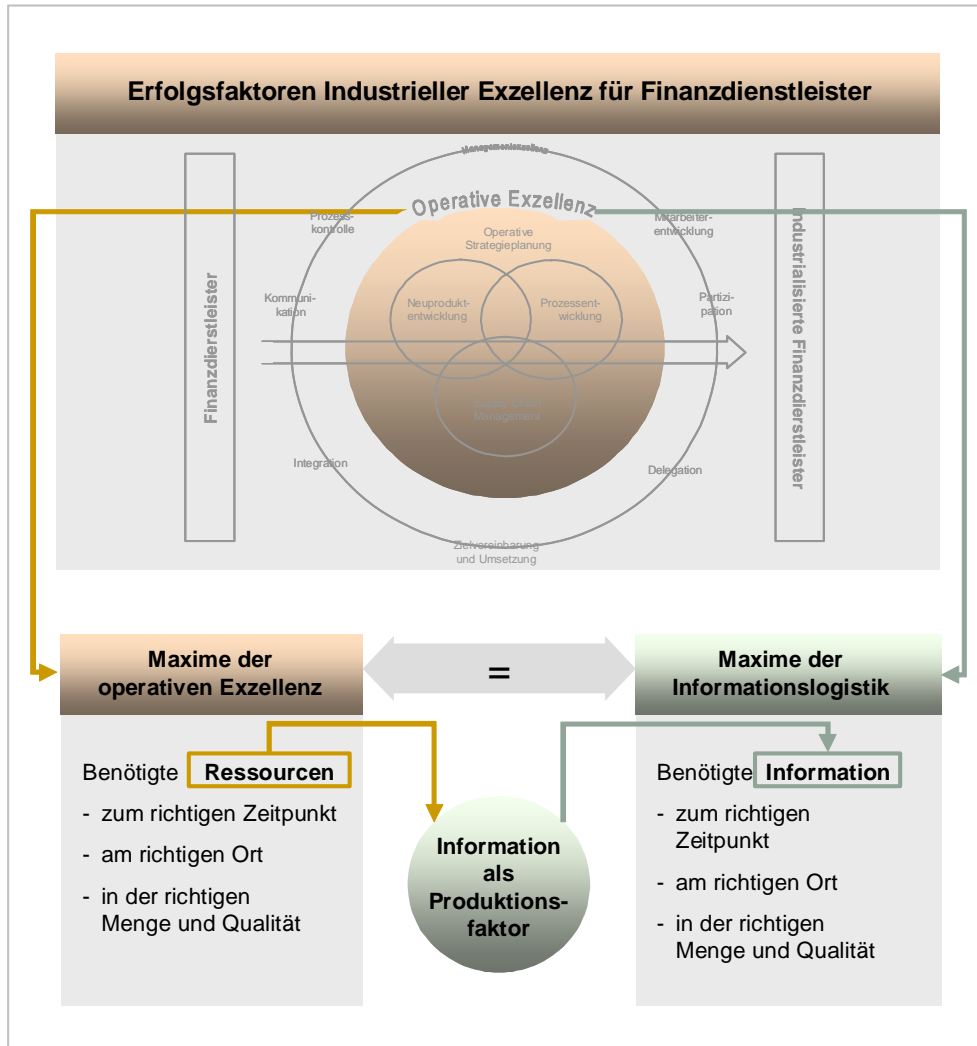 Erfolgsfaktoren Industrieller Exzellenz für Finanzdienstleister
Operative Exzellenz
Prozess-
kontrolle
Mitarbeiter-
entwicklung
Operative
Strategieplanung
Kommuni-
kation
Neuprodukt-
entwicklung
Prozessent-
wicklung
Partizi-
pation
Finanzdierstleister
Industrialisierte Finanzdierstleister
Management
Integration
Delegation
Zielvereinbarung
und Umsetzung
Maxime der
operativen Exzellenz
=
Maxime der
Informationslogistik
Benötigte Ressourcen
- zum richtigen Zeitpunkt
- am richtigen Ort
- in der richtigen
Menge und Qualität
Information
als
Produktions-
faktor
Benötigte Information
- zum richtigen
Zeitpunkt
- am richtigen Ort
- in der richtigen
Menge und Qualität